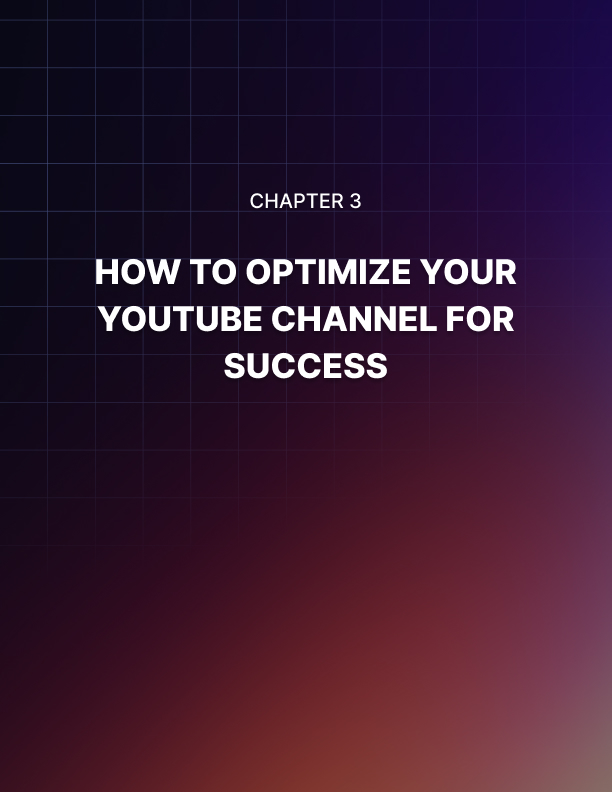 CHAPTER 3
HOW TO OPTIMIZE YOUR
YOUTUBE CHANNEL FOR
SUCCESS